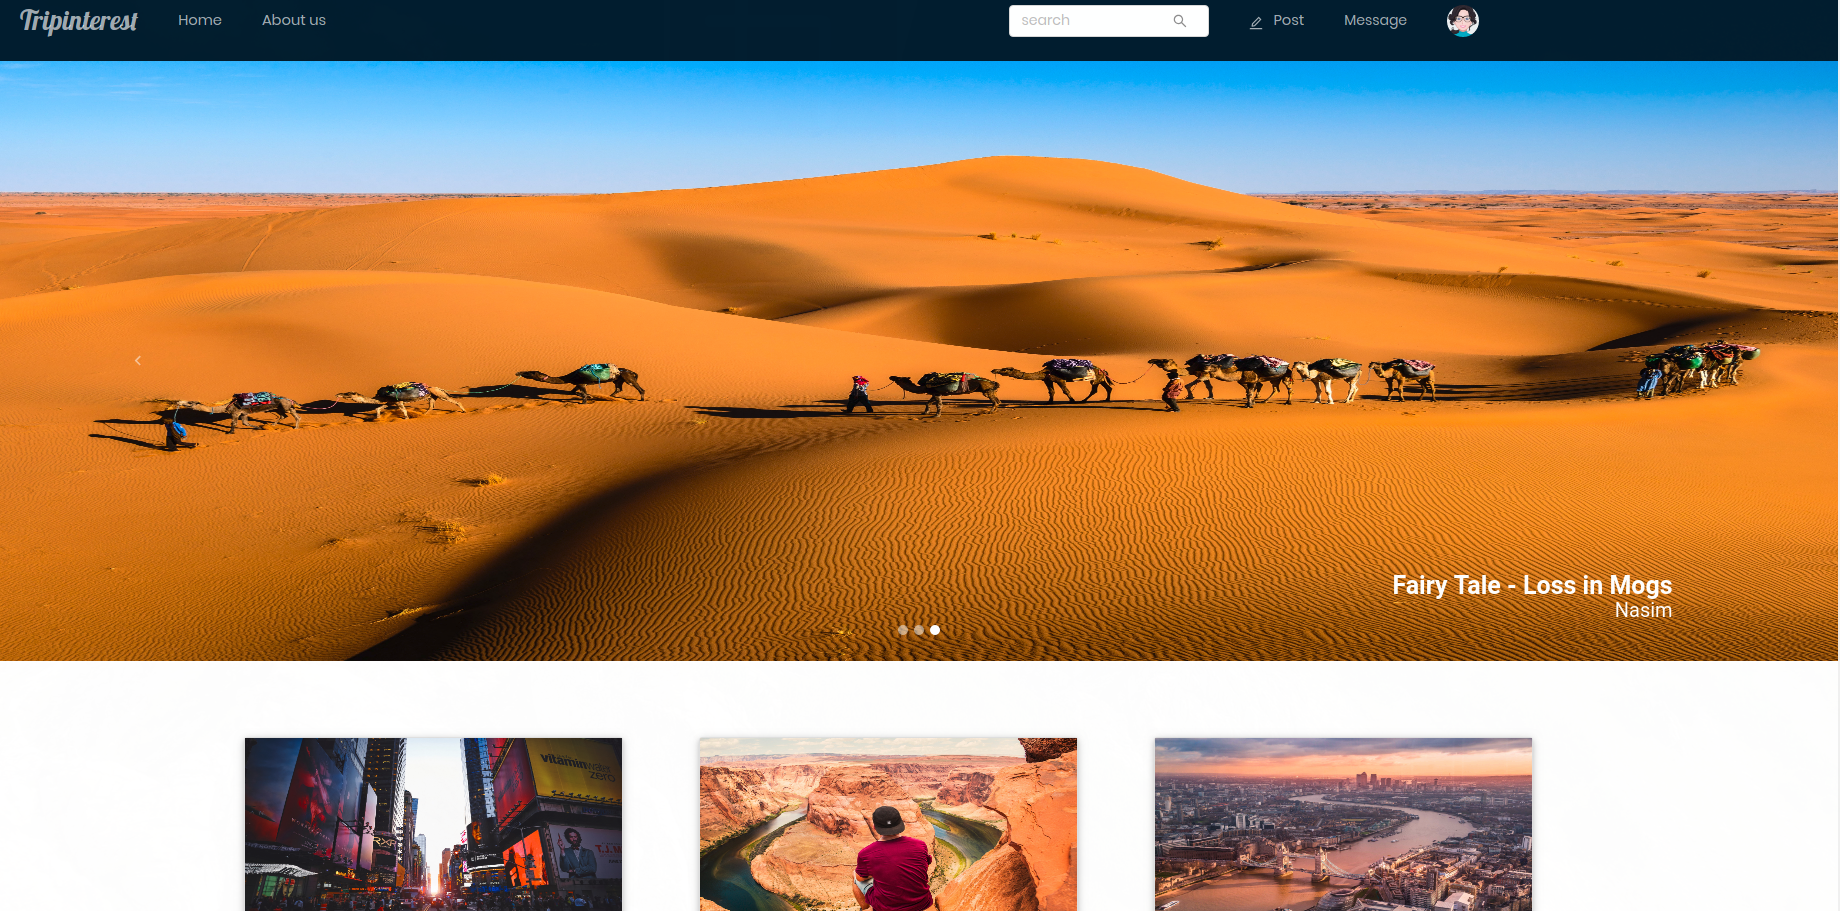 Tripinterest Home About us search Post Message
Fairy Tale - Loss in Mogs
Nasim
vitaminwater
zero